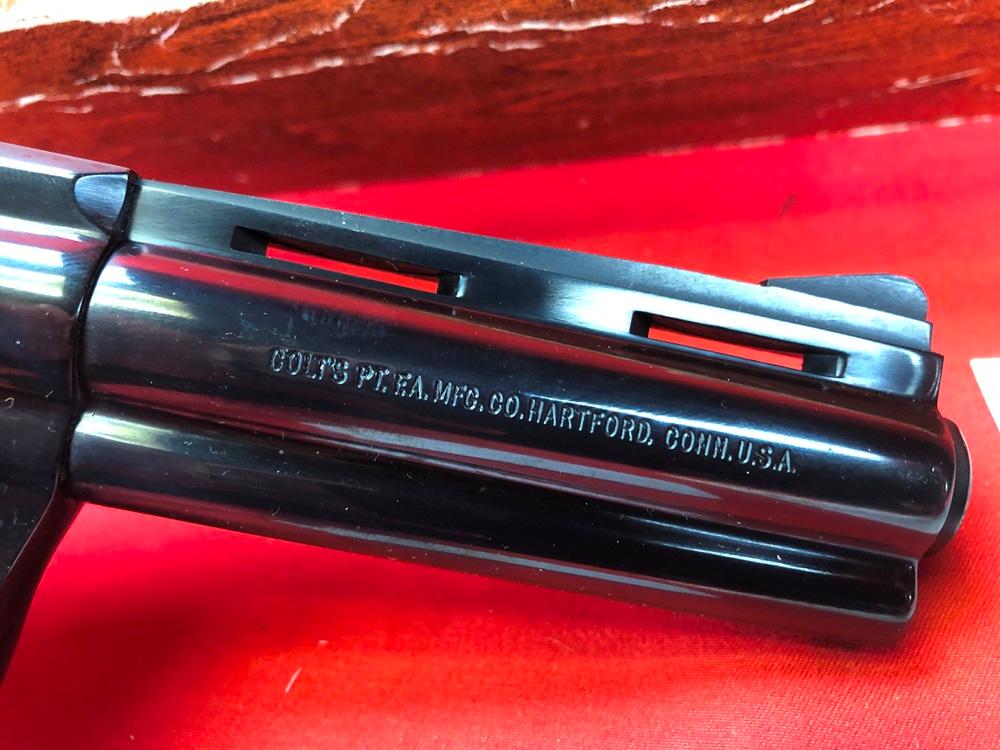 COLT'S PT. F.A. MFG. CO. HARTFORD. CONN. U.S.A.